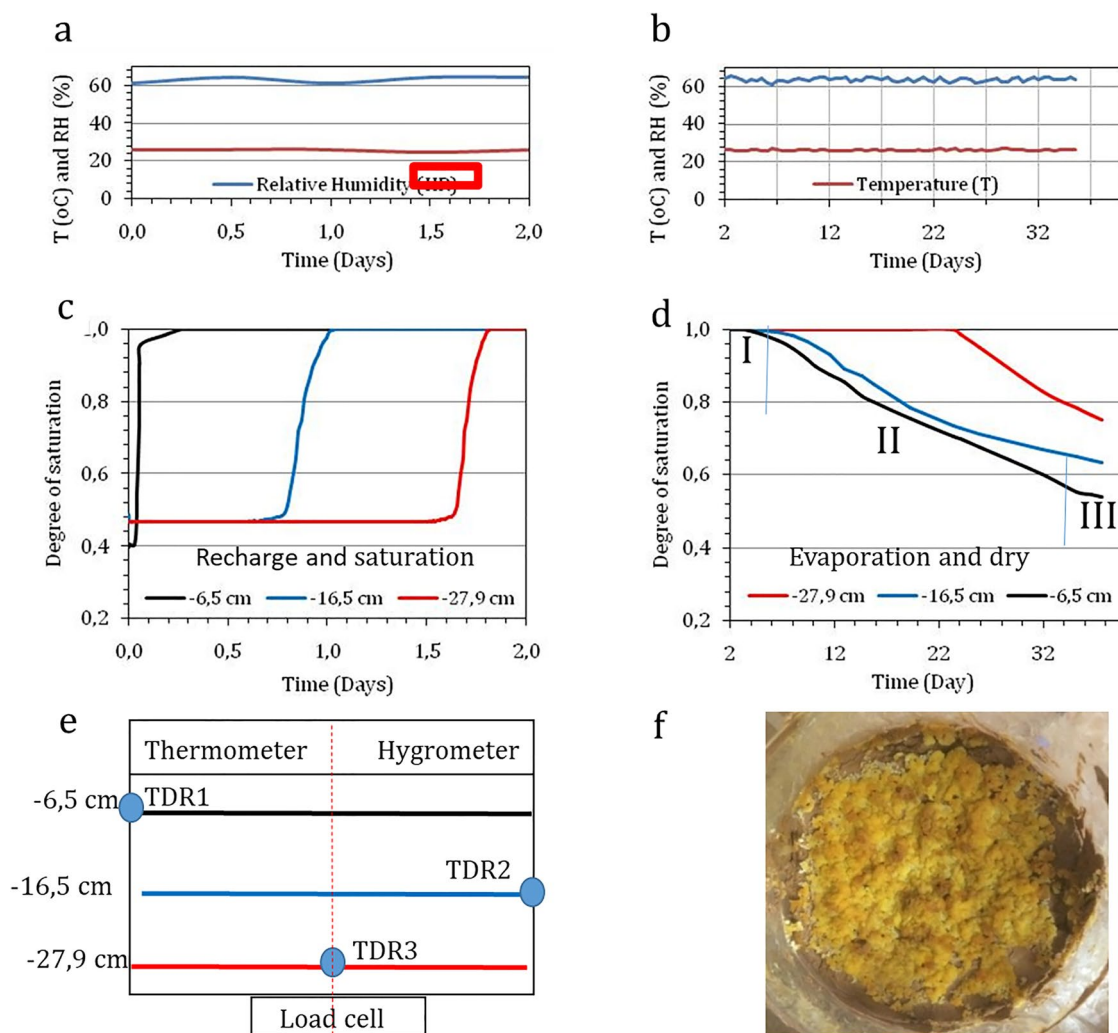 a
T (oC) and RH (%)
60
40
20
0
Relative Humidity (HR)
0,0 0,5 1,0 1,5 2,0
Time (Days)
b
T (oC) and RH (%)
60
40
20
0
Temperature (T)
2 12 22 32
Time (Days)
c
Degree of saturation
1,0
0,8
0,6
0,4
0,2
Recharge and saturation
-6,5 cm -16,5 cm -27,9 cm
0,0 0,5 1,0 1,5 2,0
Time (Days)
d
Degree of saturation
1,0
0,8
0,6
0,4
0,2
I
II
III
Evaporation and dry
-27,9 cm -16,5 cm -6,5 cm
2 12 22 32
Time (Day)
e
Thermometer Hygrometer
-6,5 cm TDR1
-16,5 cm TDR2
-27,9 cm TDR3
Load cell
f